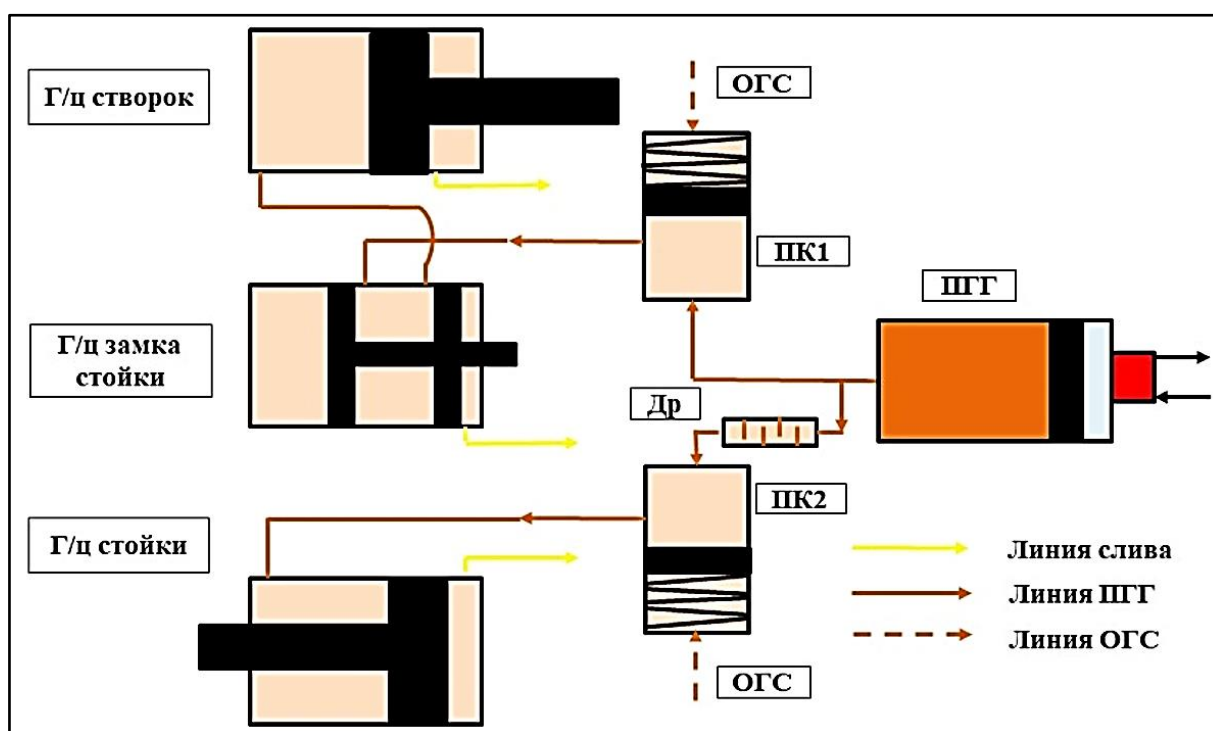 Г/ц створок
ОГС
ПК1
ПГГ
Г/ц замка
стойки
Др
ПК2
Г/ц стойки
Линия слива
Линия ПГГ
Линия ОГС
ОГС